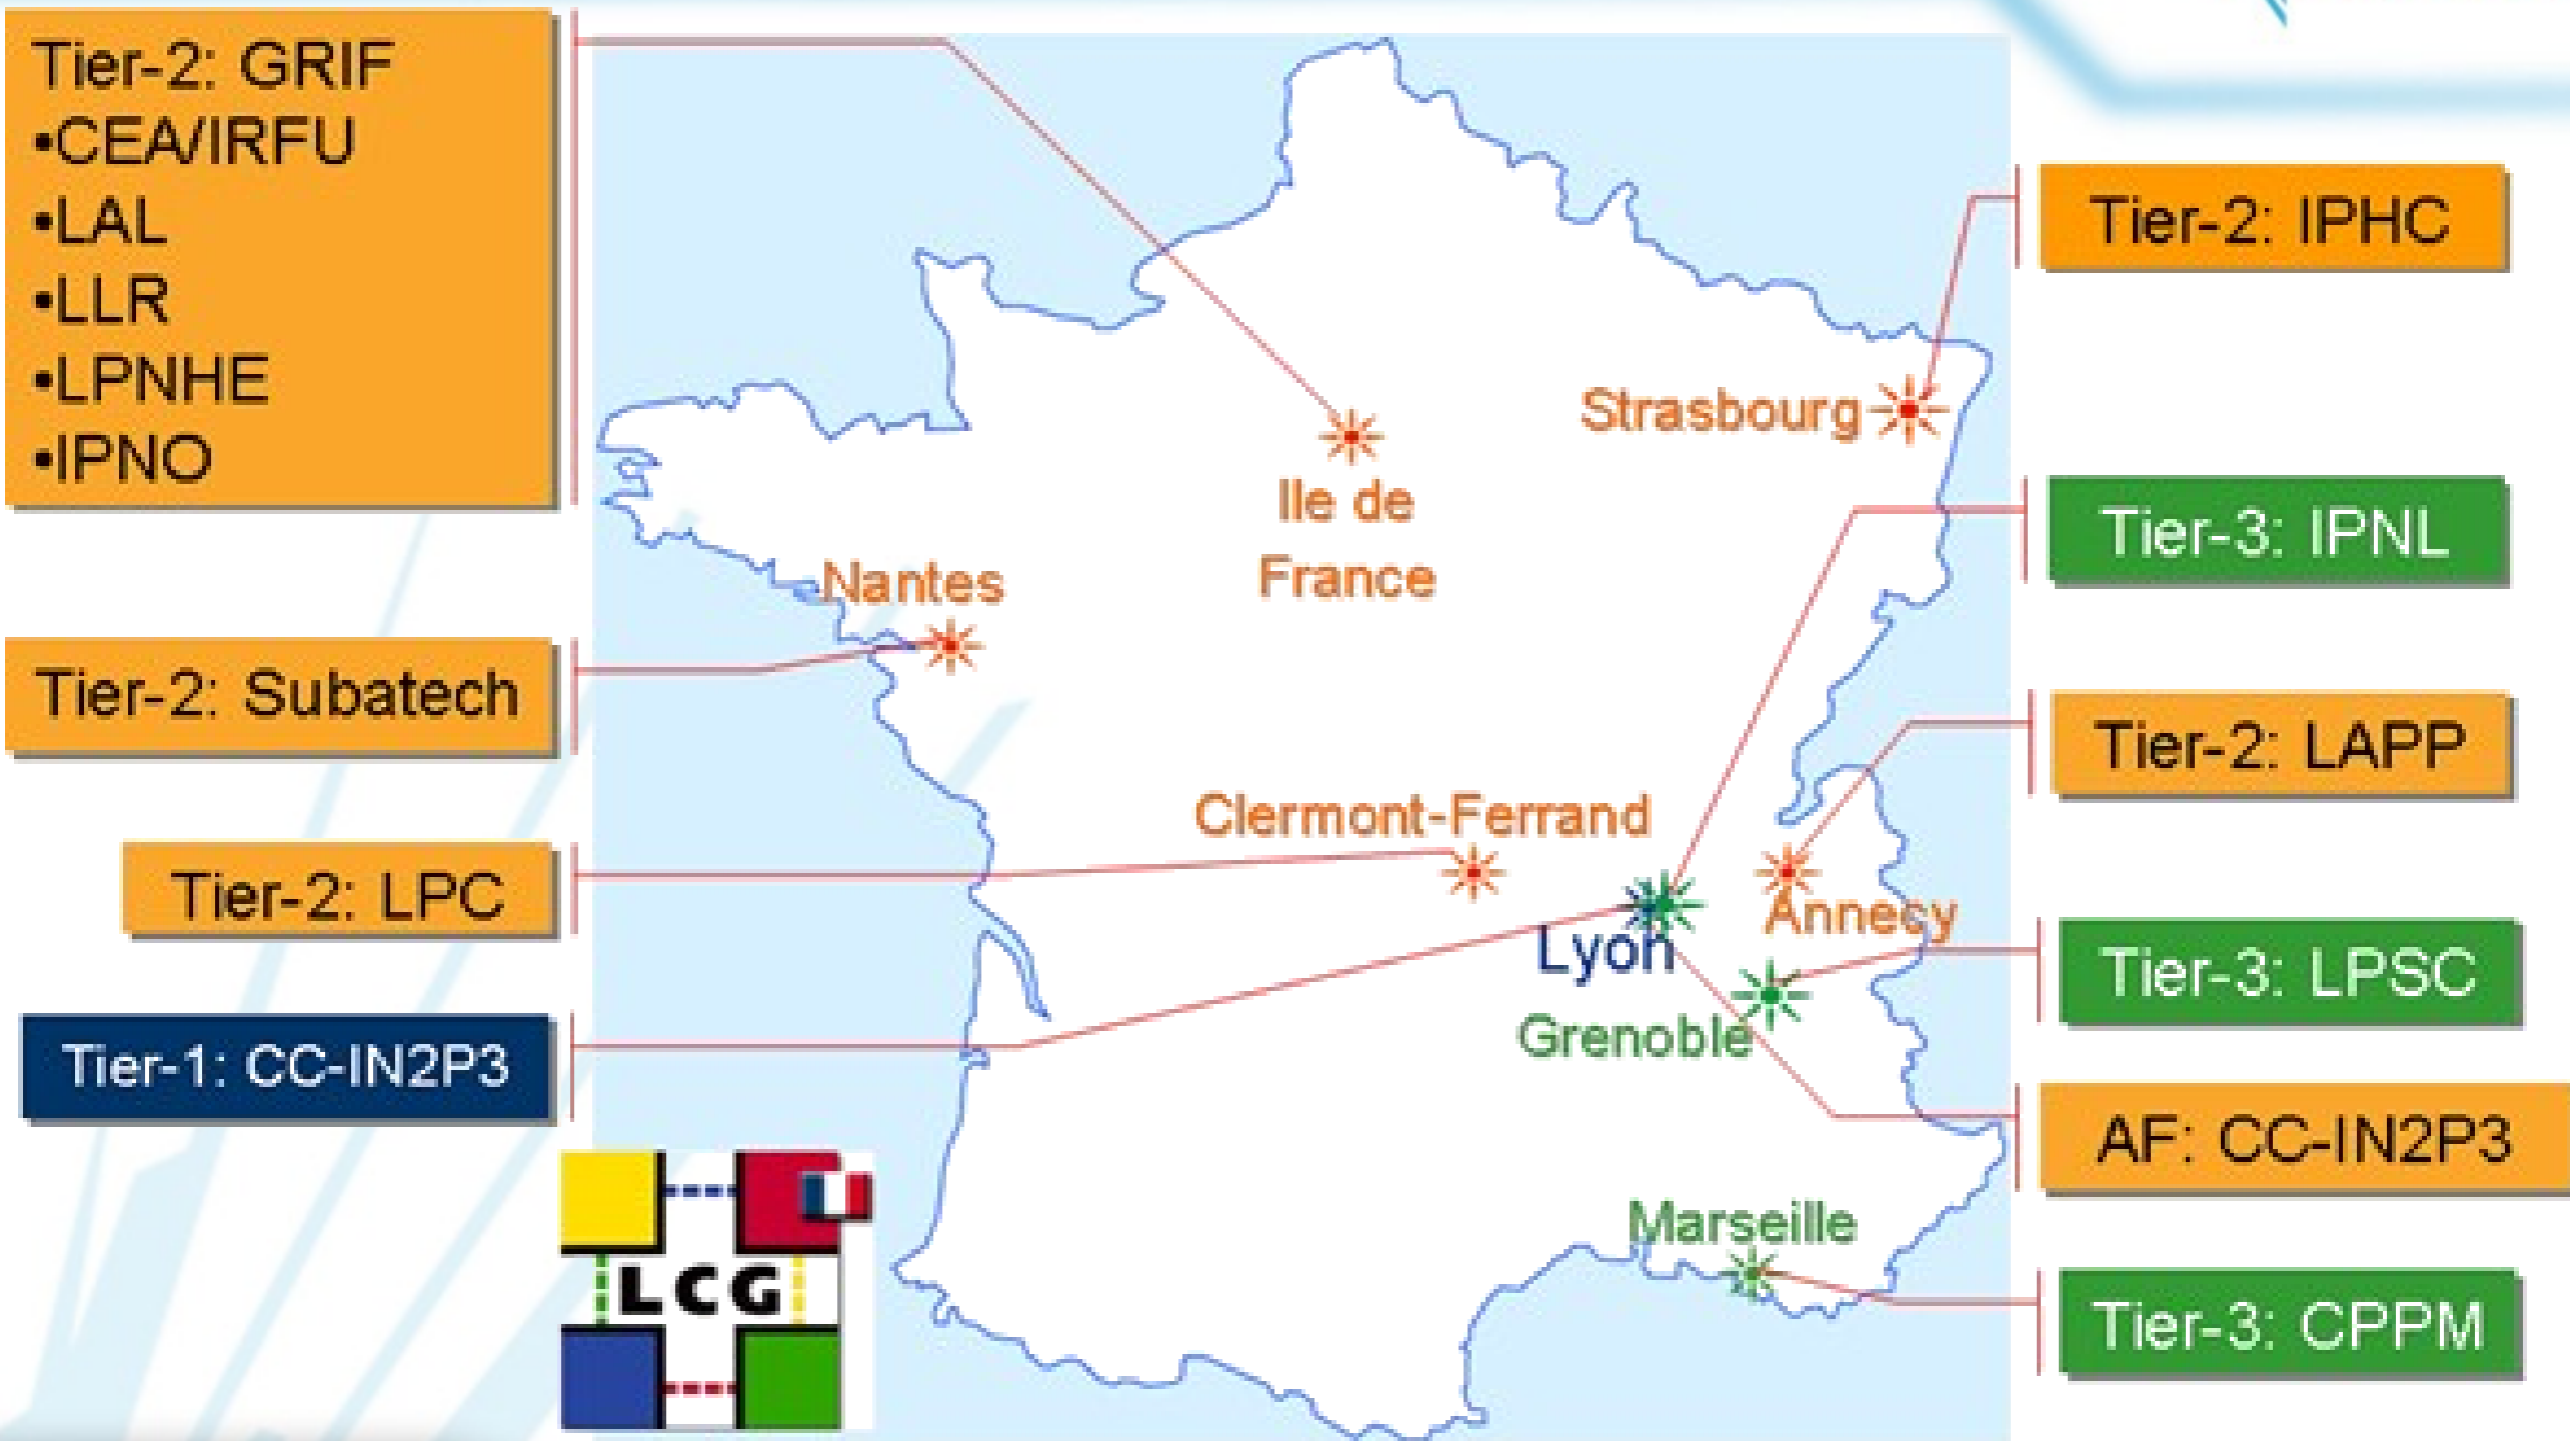 Tier-2: GRIF
•CEA/IRFU
•LAL
•LLR
•LPNHE
•IPNO
Tier-2: Subatech
Tier-2: LPC
Tier-1: CC-IN2P3
Strasbourg
Ile de
France
Nantes
Clermont-Ferrand
Lyon
Annecy
Grenoble
Marseille
LCG
Tier-2: IPHC
Tier-3: IPNL
Tier-2: LAPP
Tier-3: LPSC
AF: CC-IN2P3
Tier-3: CPPM